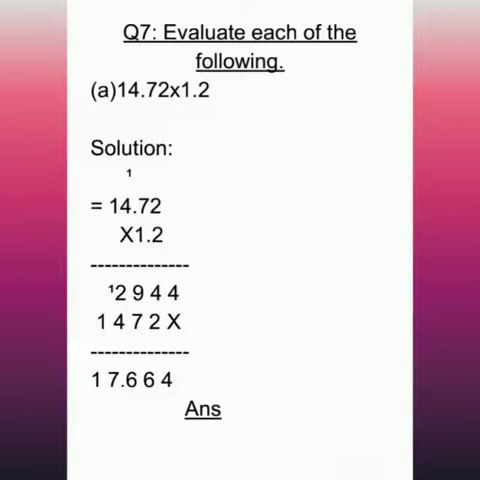 Q7: Evaluate each of the
following.
(a)14.72x1.2
Solution:
¹
= 14.72
X1.2
--------------
¹2 9 4 4
1 4 7 2 X
--------------
1 7.6 6 4
Ans